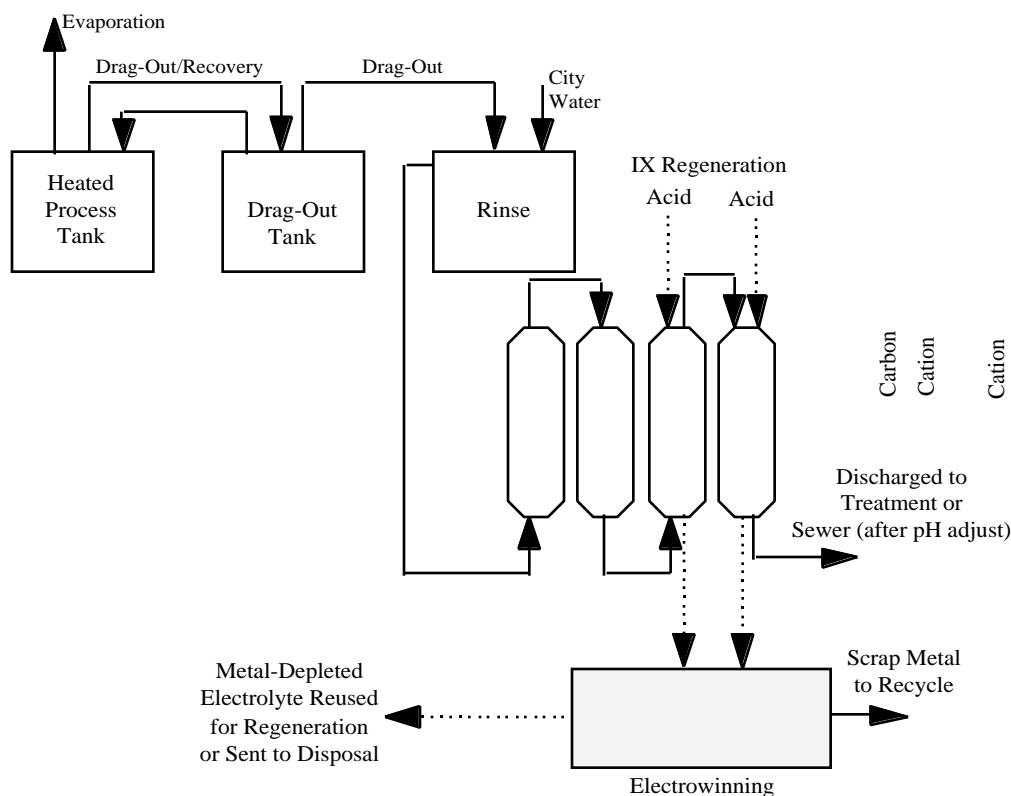 Evaporation
Drag-Out/Recovery
Drag-Out
City
Water
Heated
Process
Tank
Drag-Out
Tank
Rinse
IX Regeneration
Acid
Acid
Carbon
Cation
Cation
Discharged to
Treatment or
Sewer (after pH adjust)
Metal-Depleted
Electrolyte Reused
for Regeneration
or Sent to Disposal
Scrap Metal
to Recycle
Electrowinning